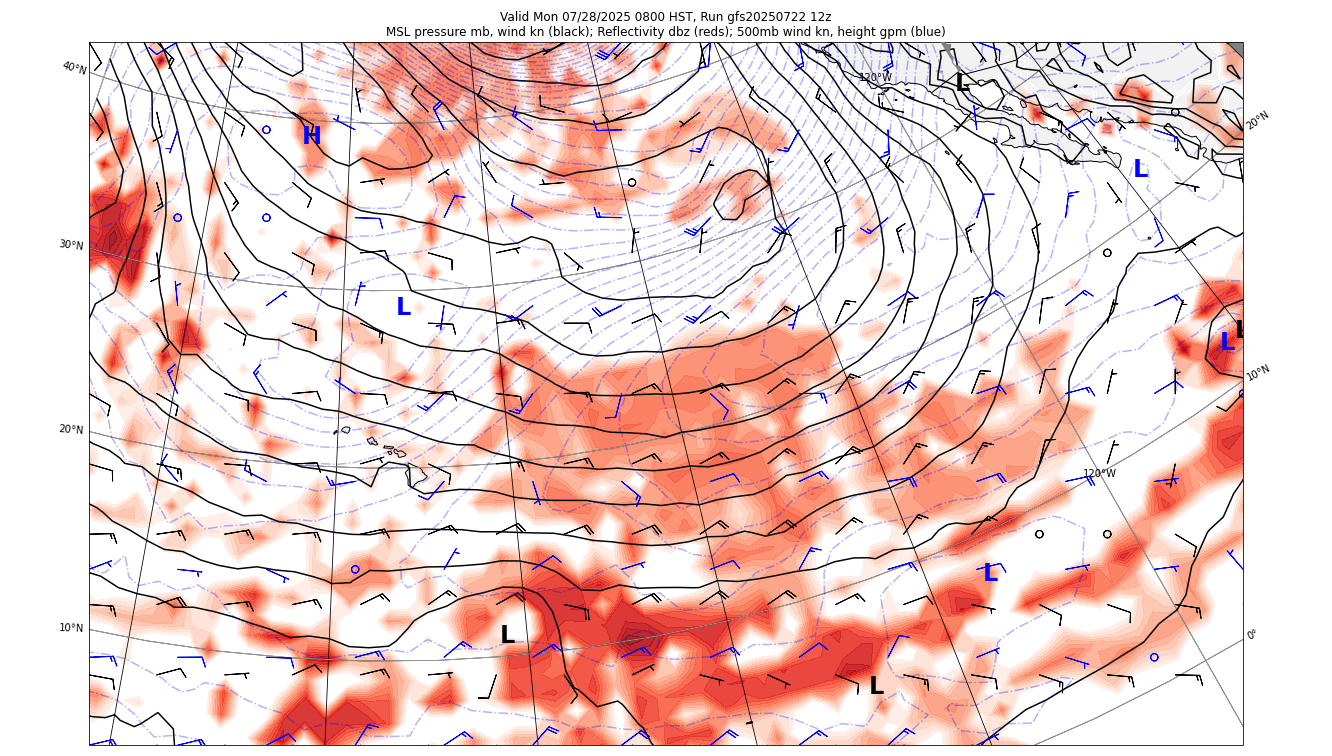 Valid Mon 07/28/2025 0800 HST, Run gfs20250722 12z
MSL pressure mb, wind kn (black); Reflectivity dbz (reds); 500mb wind kn, height gpm (blue)
40°N
120°W
L
20°N
H
L
30°N
L
L
L
10°N
20°N
120°W
L
10°N
L
0°
L